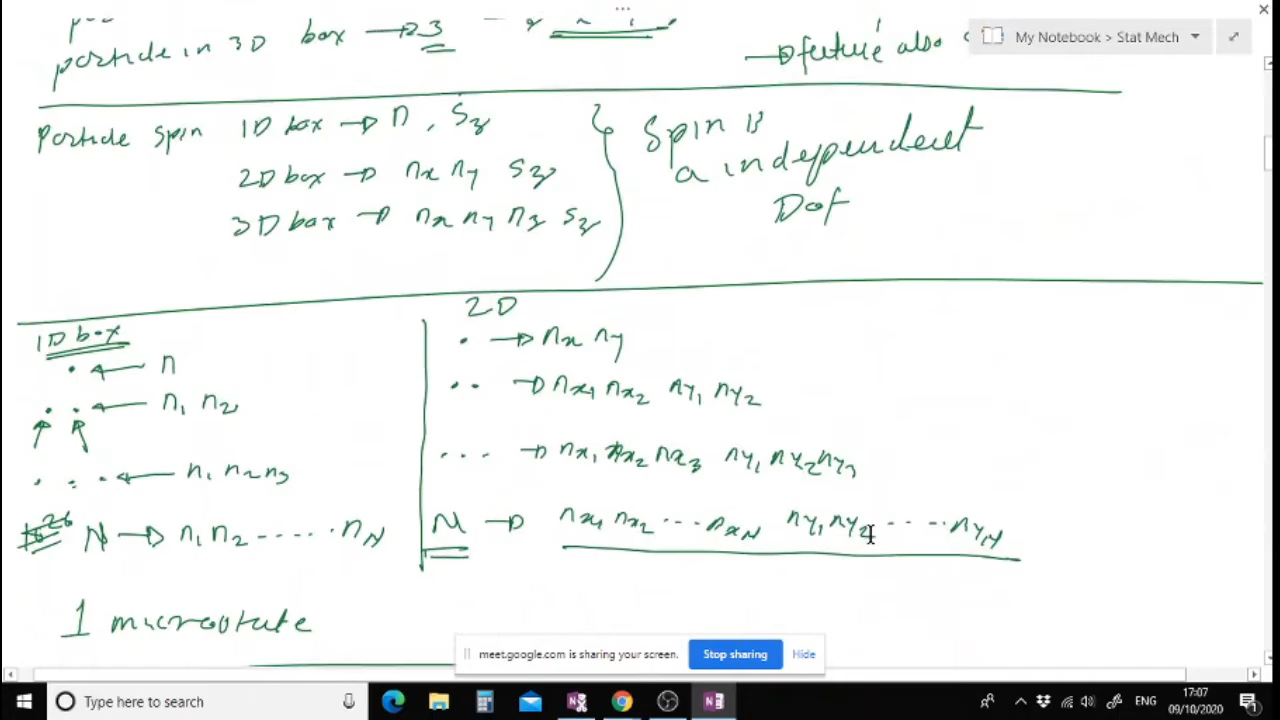 particle in 3D box → 3
→ future also
My Notebook > Stat Mech
Particle spin 1D box → n, Sz
2D box → nx ny Sz
3D box → nx ny nz Sz
Spin is
a independent
Dof
1D box
n
n1 n2
n1 n2 n3
N → n1 n2 ...... nN
2D
→ nx ny
→ nx1 nx2 ny1 ny2
→ nx1 nx2 nx3 ny1 ny2 ny3
N → nx1 nx2 ... nxN ny1 ny2 ..... nyN
1 microstate
meet.google.com is sharing your screen. Stop sharing Hide
Type here to search
ENG
17:07
09/10/2020